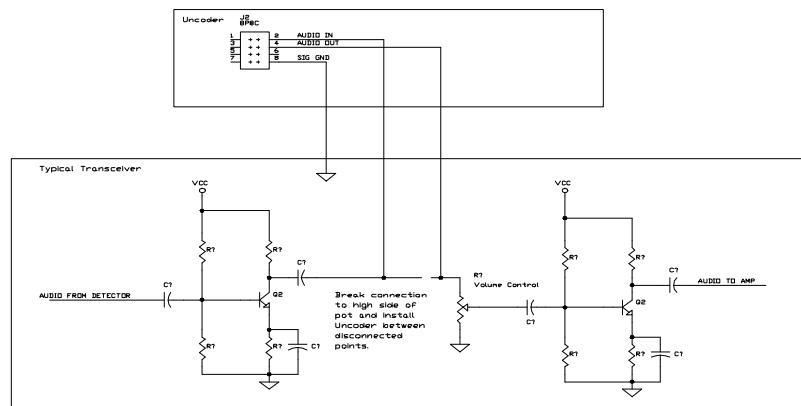 Uncoder
J2
8P8C
1 2 AUDIO IN
3 4 AUDIO OUT
5 6
7 8 SIG GND
Typical Transceiver
VCC
VCC
R?
R?
R?
R?
C?
C?
R?
Volume Control
C?
AUDIO TO AMP
AUDIO FROM DETECTOR
Q2
Q2
Break connection
to high side of
pot and install
Uncoder between
disconnected
points.
C?
R?
R?
C?
R?
R?
C?